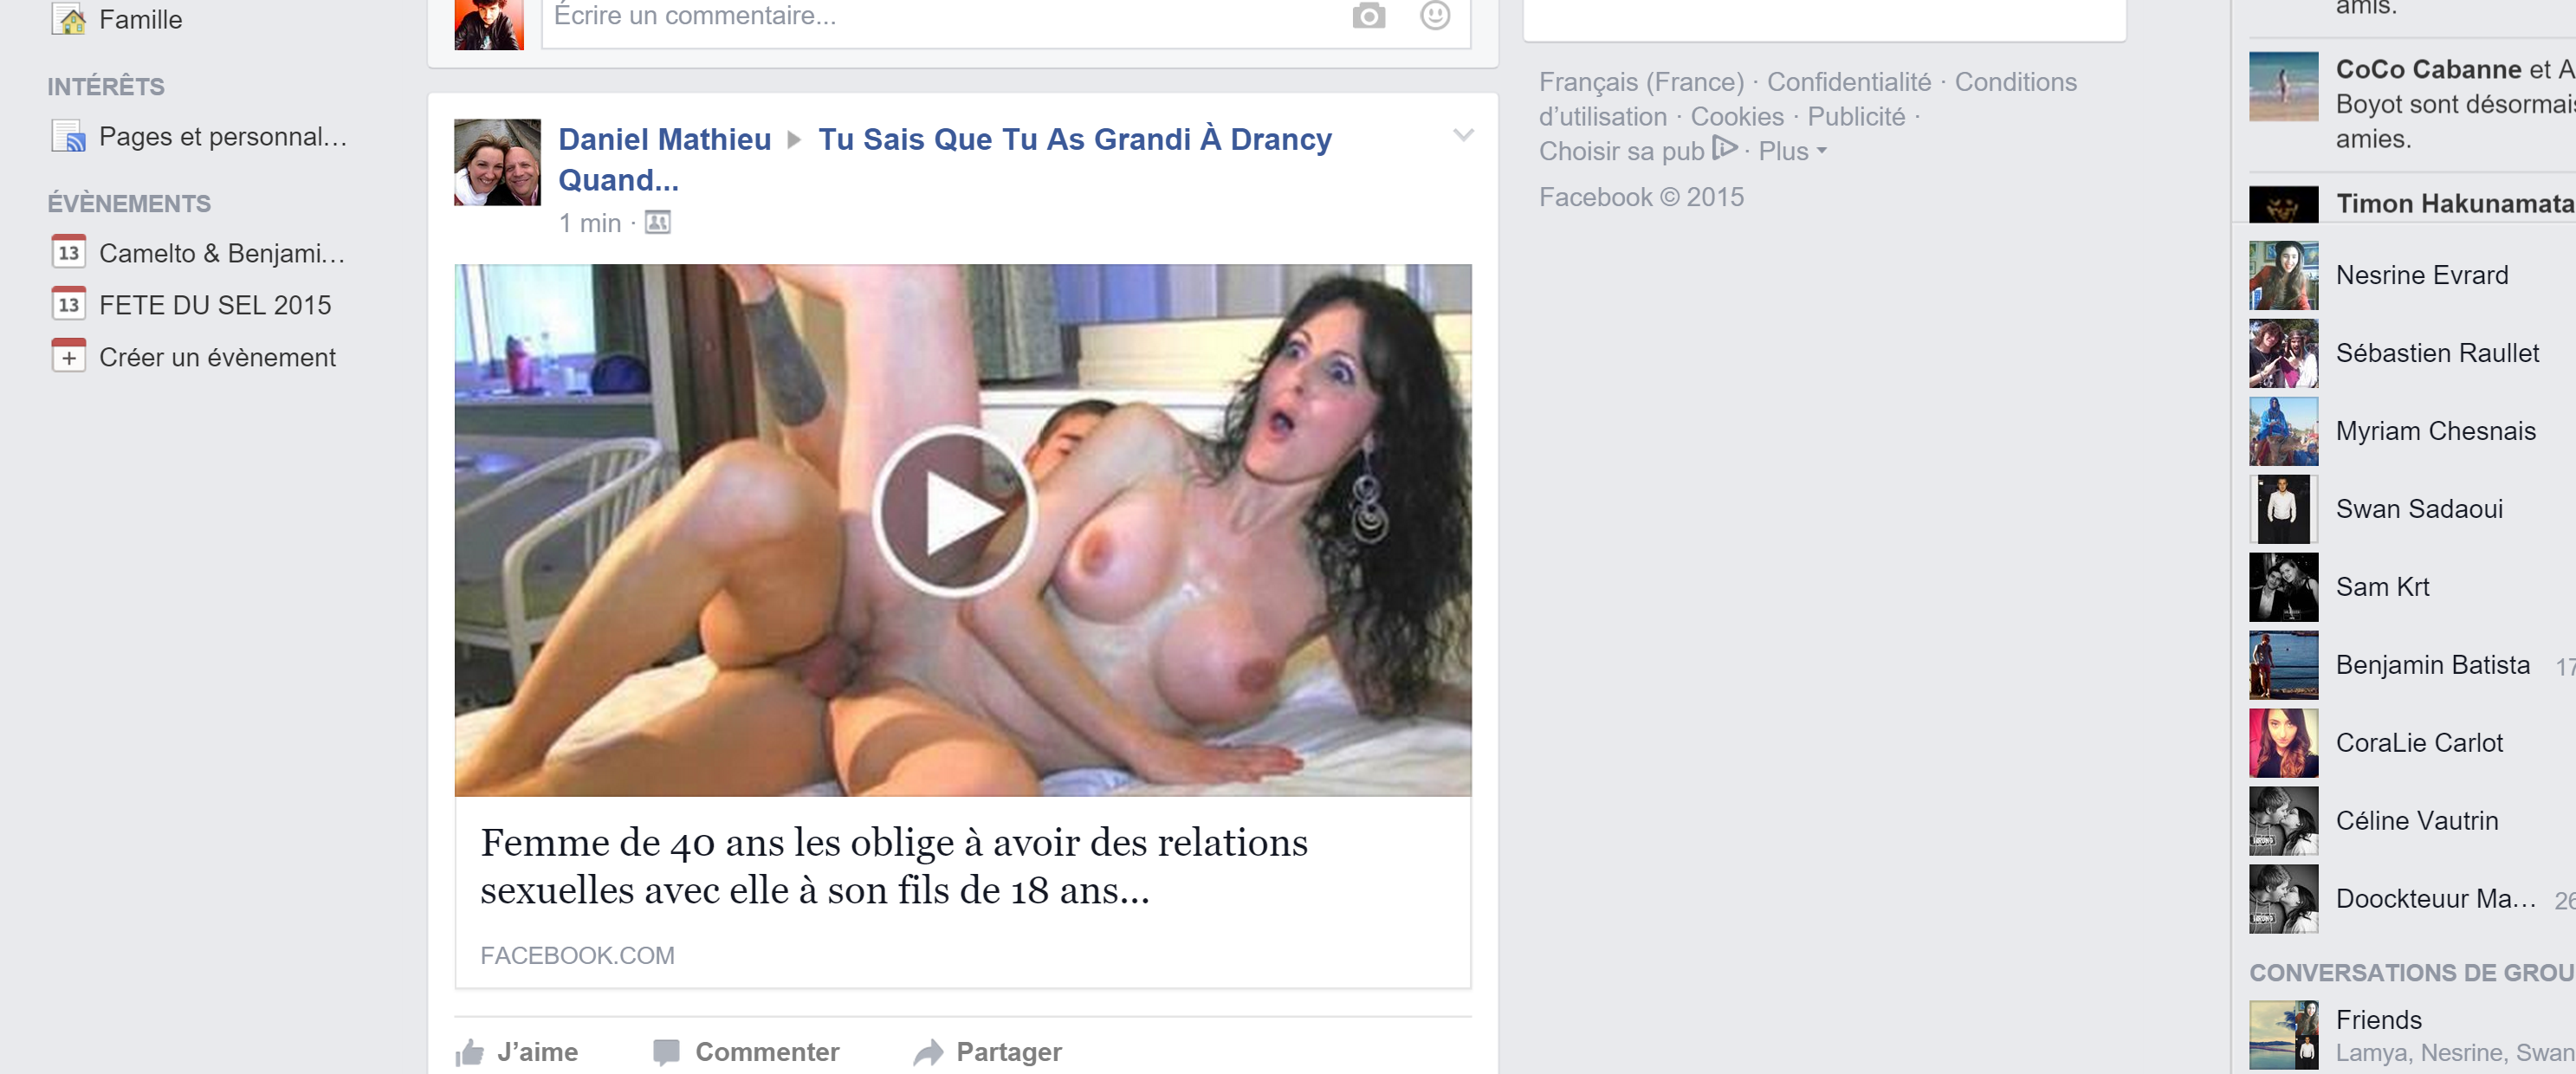 Famille
INTÉRÊTS
Pages et personnal…
ÉVÈNEMENTS
Camelto & Benjami…
13
FETE DU SEL 2015
13
Créer un évènement
Écrire un commentaire...
Daniel Mathieu Tu Sais Que Tu As Grandi À Drancy
Quand...
1 min ·
Femme de 40 ans les oblige à avoir des relations
sexuelles avec elle à son fils de 18 ans...
FACEBOOK.COM
J’aime Commenter Partager
Français (France) · Confidentialité · Conditions
d’utilisation · Cookies · Publicité ·
Choisir sa pub · Plus
Facebook © 2015
amis.
CoCo Cabanne et A
Boyot sont désormais
amies.
Timon Hakunamata
Nesrine Evrard
Sébastien Raullet
Myriam Chesnais
Swan Sadaoui
Sam Krt
Benjamin Batista 17
CoraLie Carlot
Céline Vautrin
Doockteuur Ma… 26
CONVERSATIONS DE GROU
Friends
Lamya, Nesrine, Swan